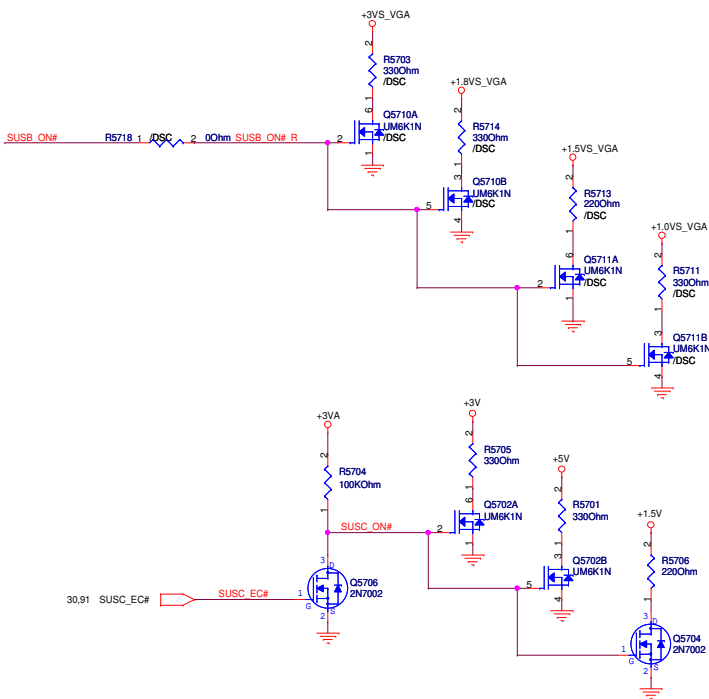 +3VS_VGA
2
R5703
330Ohm
/DSC
1
6
Q5710A
UM6K1N
/DSC
2
1
SUSB_ON#
R5718 1 /DSC 2 0Ohm SUSB_ON#_R
+1.8VS_VGA
2
R5714
330Ohm
/DSC
1
3
Q5710B
UM6K1N
/DSC
5
4
+1.5VS_VGA
2
R5713
220Ohm
/DSC
1
6
Q5711A
UM6K1N
/DSC
2
1
+1.0VS_VGA
2
R5711
330Ohm
/DSC
1
3
Q5711B
UM6K1N
/DSC
5
4
+3VA
2
R5704
100KOhm
1
SUSC_ON#
3 D
Q5706
2N7002
1
G
2 S
30,91 SUSC_EC# SUSC_EC#
+3V
2
R5705
330Ohm
1
6
Q5702A
UM6K1N
2
1
+5V
2
R5701
330Ohm
1
3
Q5702B
UM6K1N
5
4
+1.5V
2
R5706
220Ohm
1
3 D
Q5704
2N7002
1
G
2 S